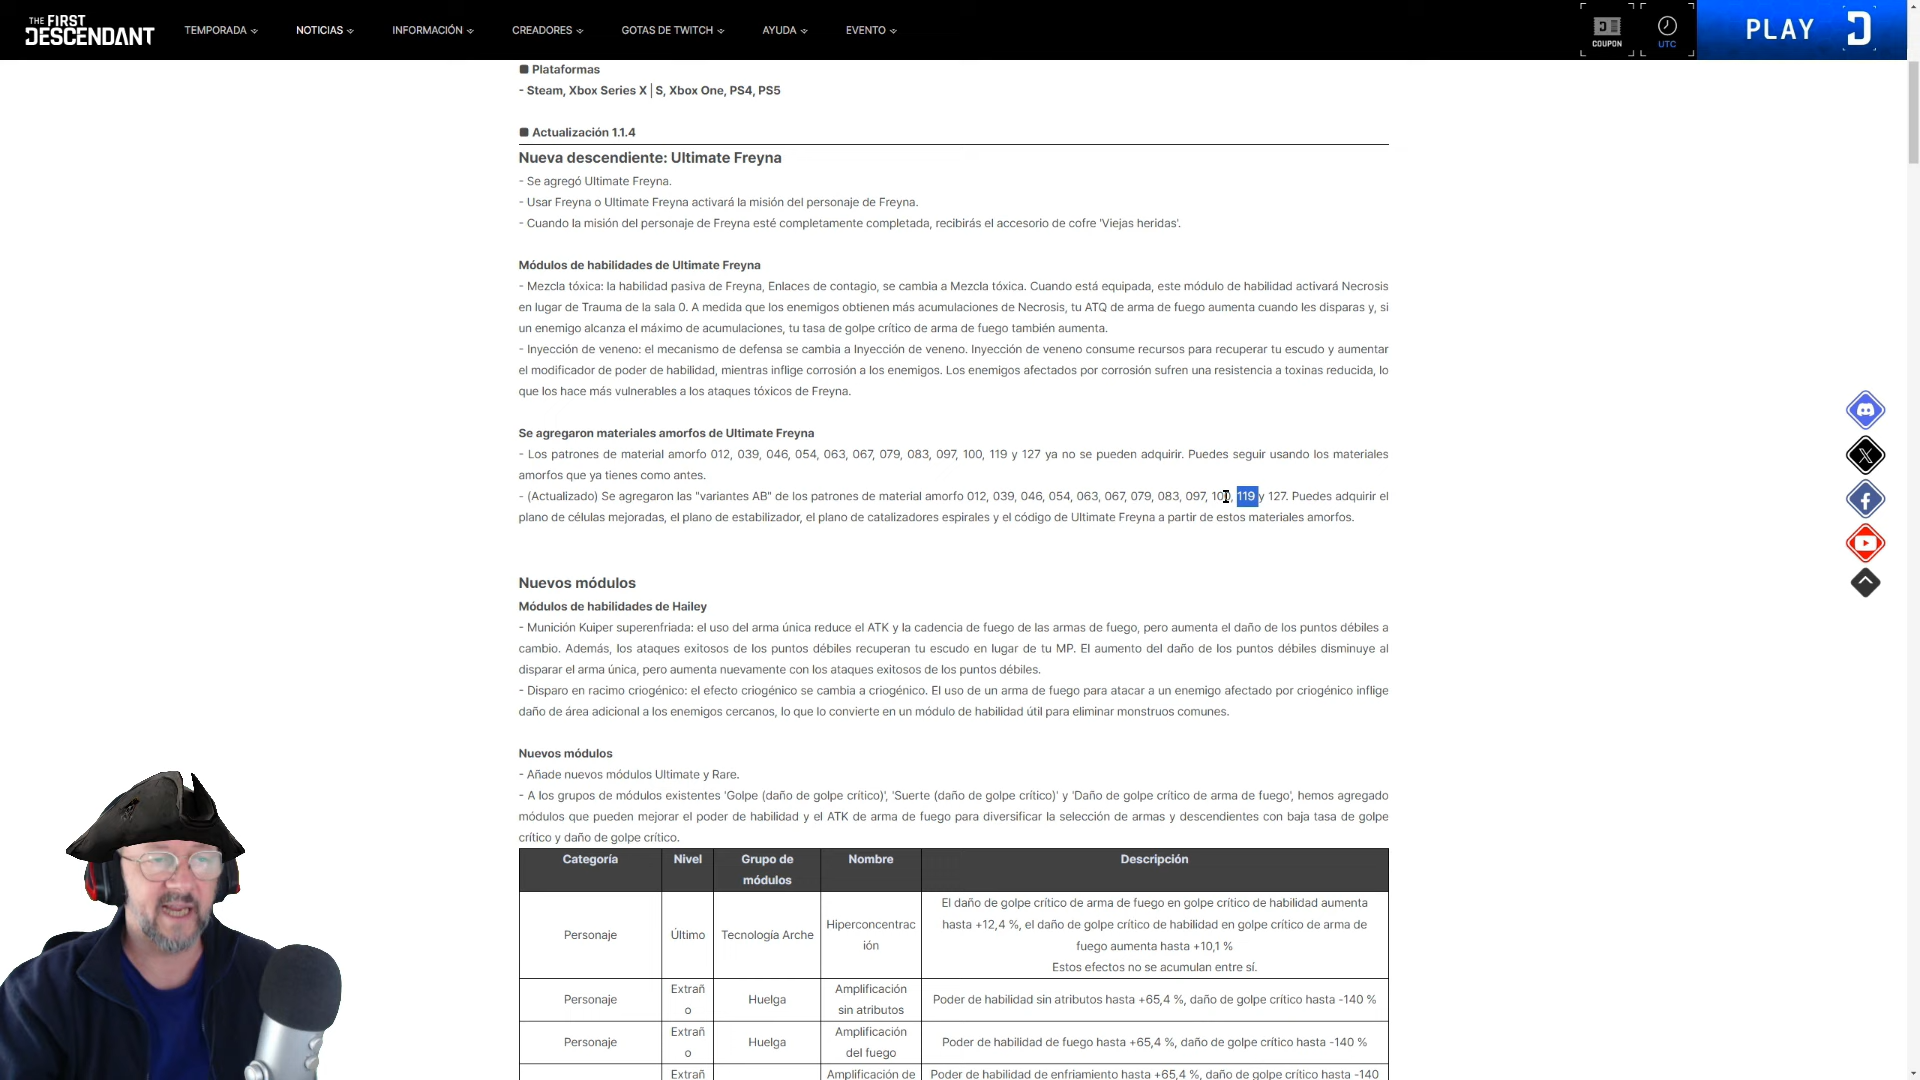 THE FIRST DESCENDANT
TEMPORADA
NOTICIAS
INFORMACIÓN
CREADORES
GOTAS DE TWITCH
AYUDA
EVENTO
COUPON
UTC
PLAY
Plataformas
- Steam, Xbox Series X | S, Xbox One, PS4, PS5
Actualización 1.1.4
Nueva descendiente: Ultimate Freyna
- Se agregó Ultimate Freyna.
- Usar Freyna o Ultimate Freyna activará la misión del personaje de Freyna.
- Cuando la misión del personaje de Freyna esté completamente completada, recibirás el accesorio de cofre 'Viejas heridas'.
Módulos de habilidades de Ultimate Freyna
- Mezcla tóxica: la habilidad pasiva de Freyna, Enlaces de contagio, se cambia a Mezcla tóxica. Cuando está equipada, este módulo de habilidad activará Necrosis
en lugar de Trauma de la sala 0. A medida que los enemigos obtienen más acumulaciones de Necrosis, tu ATQ de arma de fuego aumenta cuando les disparas y, si
un enemigo alcanza el máximo de acumulaciones, tu tasa de golpe crítico de arma de fuego también aumenta.
- Inyección de veneno: el mecanismo de defensa se cambia a Inyección de veneno. Inyección de veneno consume recursos para recuperar tu escudo y aumentar
el modificador de poder de habilidad, mientras inflige corrosión a los enemigos. Los enemigos afectados por corrosión sufren una resistencia a toxinas reducida, lo
que los hace más vulnerables a los ataques tóxicos de Freyna.
Se agregaron materiales amorfos de Ultimate Freyna
- Los patrones de material amorfo 012, 039, 046, 054, 063, 067, 079, 083, 097, 100, 119 y 127 ya no se pueden adquirir. Puedes seguir usando los materiales
amorfos que ya tienes como antes.
- (Actualizado) Se agregaron las "variantes AB" de los patrones de material amorfo 012, 039, 046, 054, 063, 067, 079, 083, 097, 100, 119 y 127. Puedes adquirir el
plano de células mejoradas, el plano de estabilizador, el plano de catalizadores espirales y el código de Ultimate Freyna a partir de estos materiales amorfos.
Nuevos módulos
Módulos de habilidades de Hailey
- Munición Kuiper superenfriada: el uso del arma única reduce el ATK y la cadencia de fuego de las armas de fuego, pero aumenta el daño de los puntos débiles a
cambio. Además, los ataques exitosos de los puntos débiles recuperan tu escudo en lugar de tu MP. El aumento del daño de los puntos débiles disminuye al
disparar el arma única, pero aumenta nuevamente con los ataques exitosos de los puntos débiles.
- Disparo en racimo criogénico: el efecto criogénico se cambia a criogénico. El uso de un arma de fuego para atacar a un enemigo afectado por criogénico inflige
daño de área adicional a los enemigos cercanos, lo que lo convierte en un módulo de habilidad útil para eliminar monstruos comunes.
Nuevos módulos
- Añade nuevos módulos Ultimate y Rare.
- A los grupos de módulos existentes 'Golpe (daño de golpe crítico)', 'Suerte (daño de golpe crítico)' y 'Daño de golpe crítico de arma de fuego', hemos agregado
módulos que pueden mejorar el poder de habilidad y el ATK de arma de fuego para diversificar la selección de armas y descendientes con baja tasa de golpe
crítico y daño de golpe crítico.
Categoría
Nivel
Grupo de
módulos
Nombre
Descripción
Personaje
Último
Tecnología Arche
Hiperconcentrac
ión
El daño de golpe crítico de arma de fuego en golpe crítico de habilidad aumenta
hasta +12,4 %, el daño de golpe crítico de habilidad en golpe crítico de arma de
fuego aumenta hasta +10,1 %
Estos efectos no se acumulan entre sí.
Personaje
Extrañ
o
Huelga
Amplificación
sin atributos
Poder de habilidad sin atributos hasta +65,4 %, daño de golpe crítico hasta -140 %
Personaje
Extrañ
o
Huelga
Amplificación
del fuego
Poder de habilidad de fuego hasta +65,4 %, daño de golpe crítico hasta -140 %
Extrañ
Amplificación de
Poder de habilidad de enfriamiento hasta +65,4 %, daño de golpe crítico hasta -140